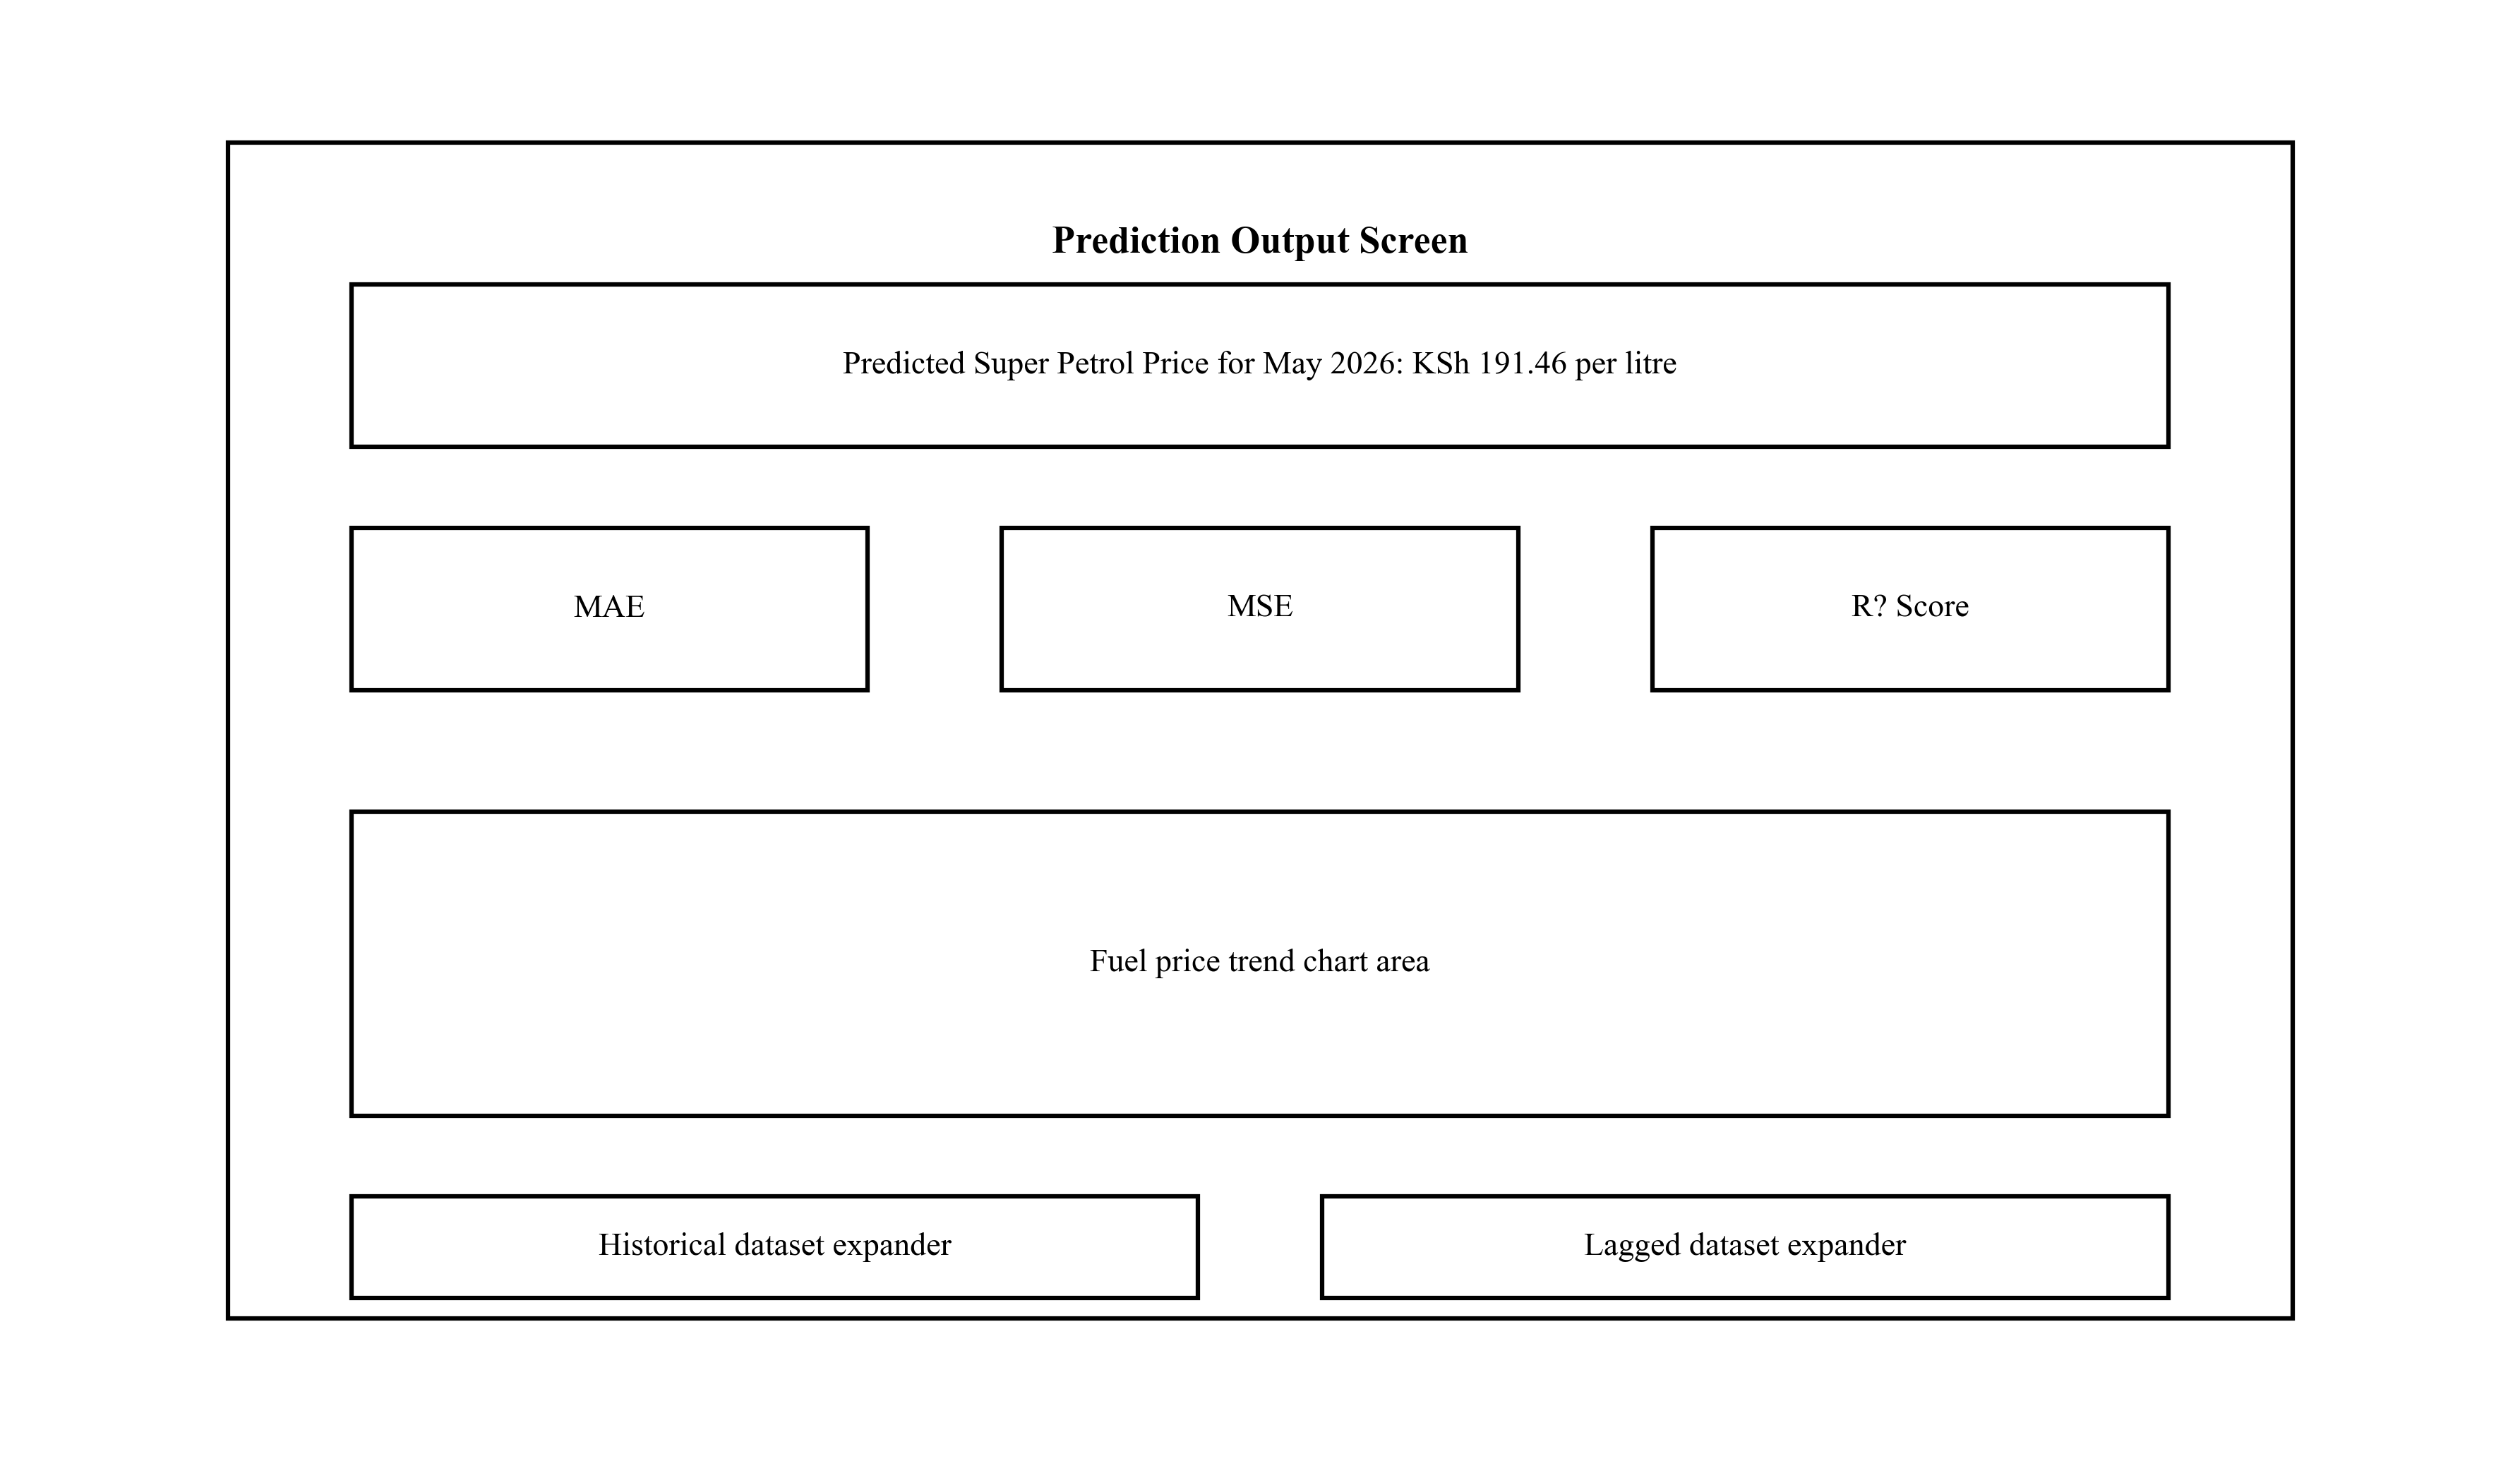 Prediction Output Screen
Predicted Super Petrol Price for May 2026: KSh 191.46 per litre
MAE
MSE
R? Score
Fuel price trend chart area
Historical dataset expander
Lagged dataset expander